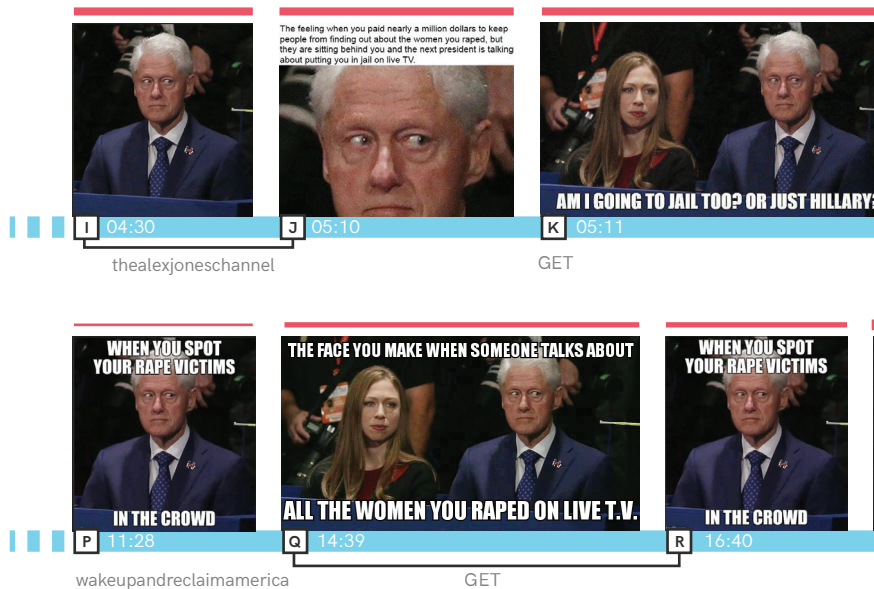 The feeling when you paid nearly a million dollars to keep
people from finding out about the women you raped, but
they are sitting behind you and the next president is talking
about putting you in jail on live TV.
AM I GOING TO JAIL TOO? OR JUST HILLARY?
I 04:30
J 05:10
K 05:11
thealexjoneschannel
GET
WHEN YOU SPOT
YOUR RAPE VICTIMS
IN THE CROWD
THE FACE YOU MAKE WHEN SOMEONE TALKS ABOUT
ALL THE WOMEN YOU RAPED ON LIVE T.V.
WHEN YOU SPOT
YOUR RAPE VICTIMS
IN THE CROWD
P 11:28
Q 14:39
R 16:40
wakeupandreclaimamerica
GET